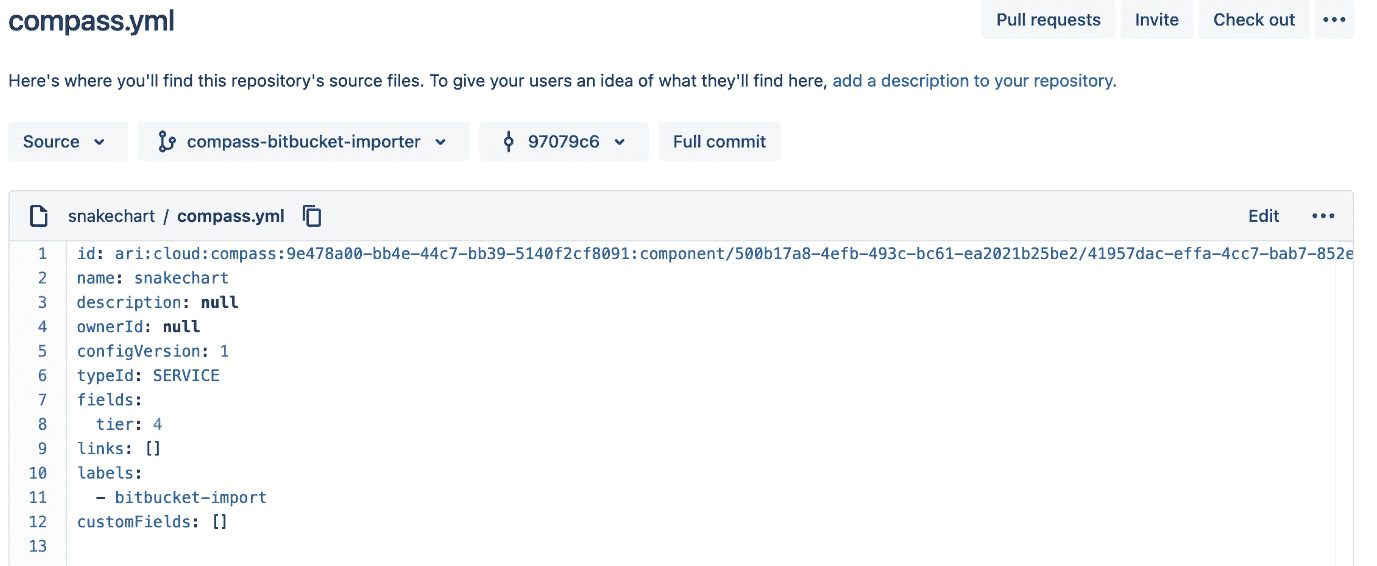 compass.yml
Pull requests Invite Check out
Here's where you'll find this repository's source files. To give your users an idea of what they'll find here, add a description to your repository.
Source compass-bitbucket-importer 97079c6 Full commit
snakechart / compass.yml Edit
1 id: ari:cloud:compass:9e478a00-bb4e-44c7-bb39-5140f2cf8091:component/500b17a8-4efb-493c-bc61-ea2021b25be2/41957dac-effa-4cc7-bab7-852e
2 name: snakechart
3 description: null
4 ownerId: null
5 configVersion: 1
6 typeId: SERVICE
7 fields:
8 tier: 4
9 links: []
10 labels:
11 - bitbucket-import
12 customFields: []
13